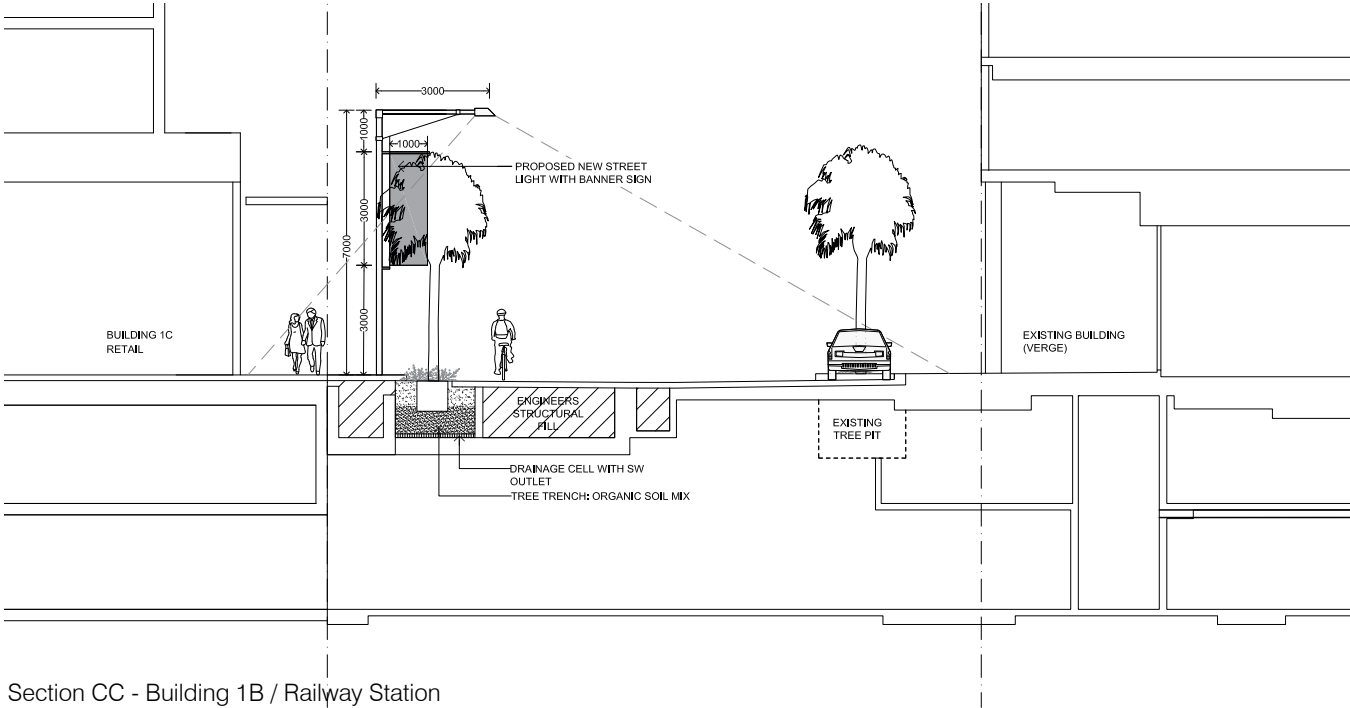 3000
1000
1000
PROPOSED NEW STREET
LIGHT WITH BANNER SIGN
3000
7000
3000
BUILDING 1C
RETAIL
EXISTING BUILDING
(VERGE)
ENGINEERS
STRUCTURAL
FILL
EXISTING
TREE PIT
DRAINAGE CELL WITH SW
OUTLET
TREE TRENCH: ORGANIC SOIL MIX
Section CC - Building 1B / Railway Station